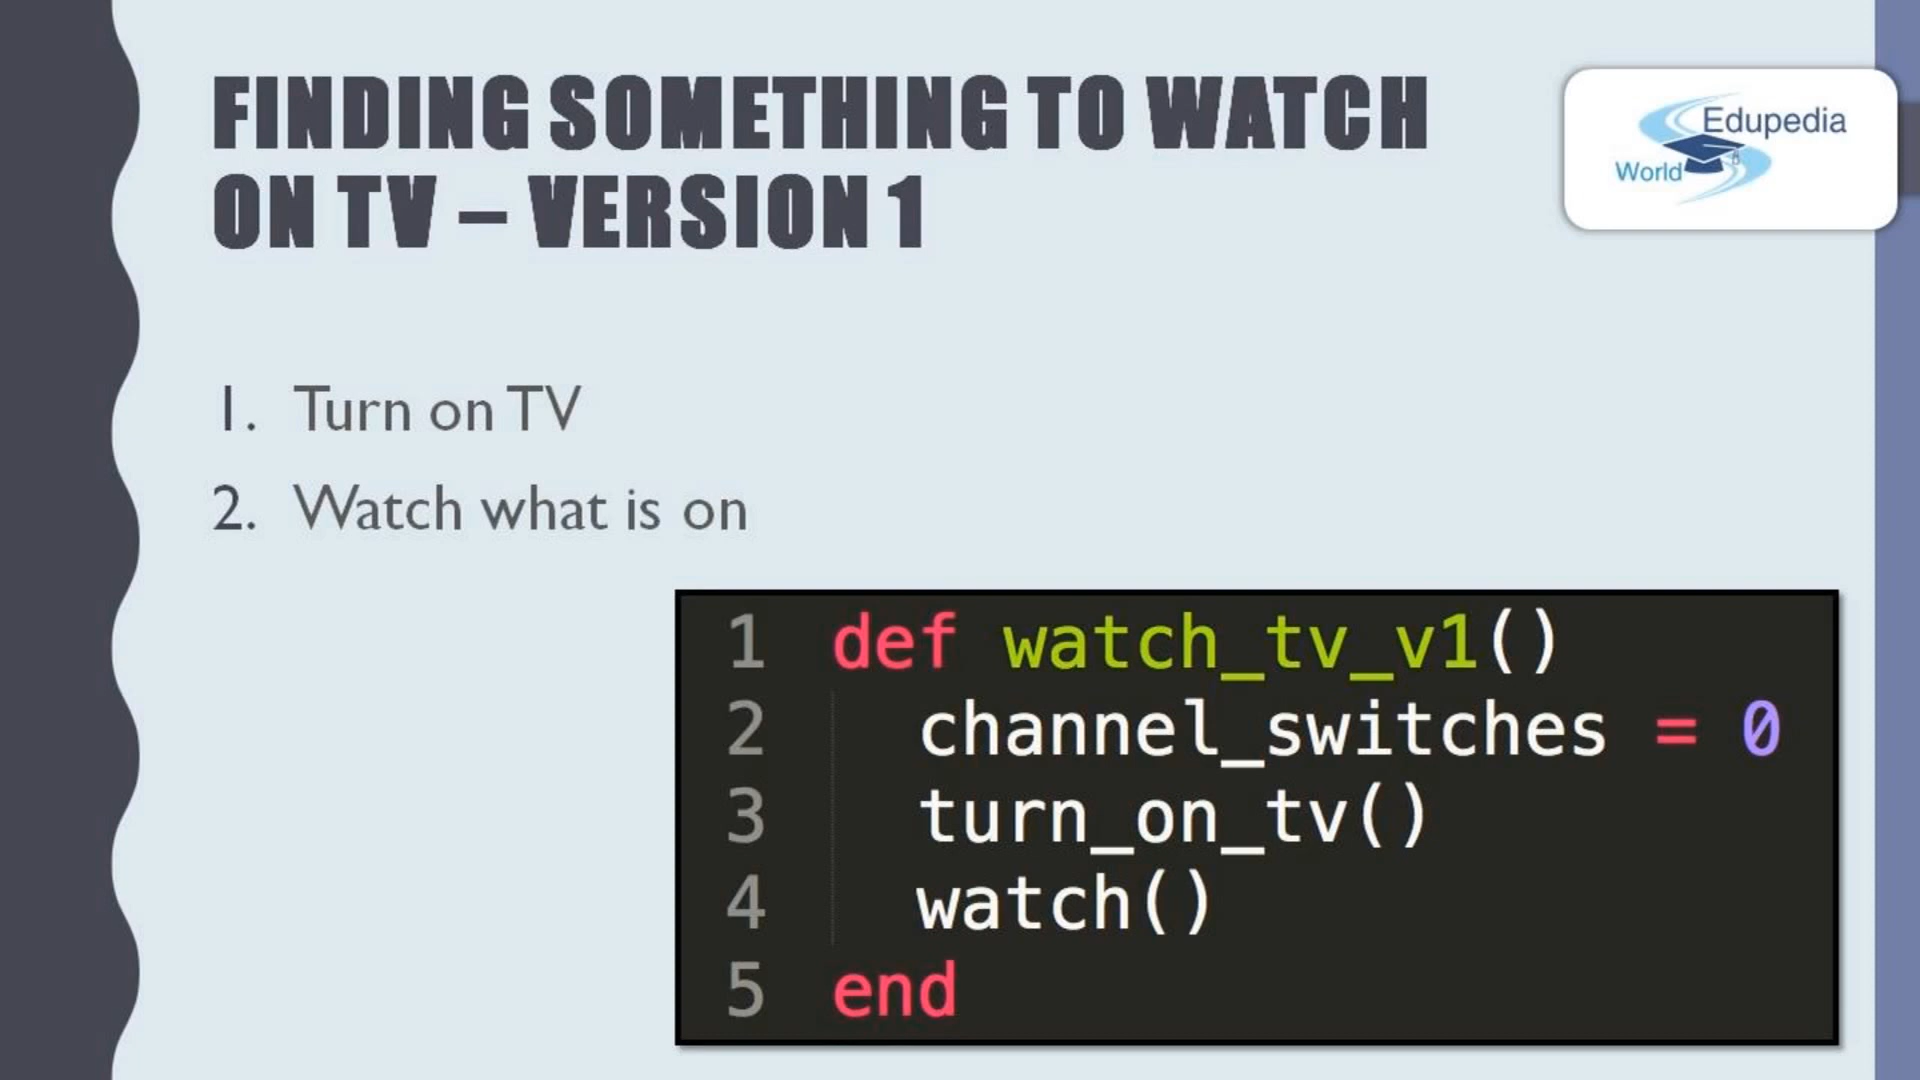 FINDING SOMETHING TO WATCH
ON TV – VERSION 1
Edupedia
World
1. Turn on TV
2. Watch what is on
1 def watch_tv_v1()
2 channel_switches = 0
3 turn_on_tv()
4 watch()
5 end